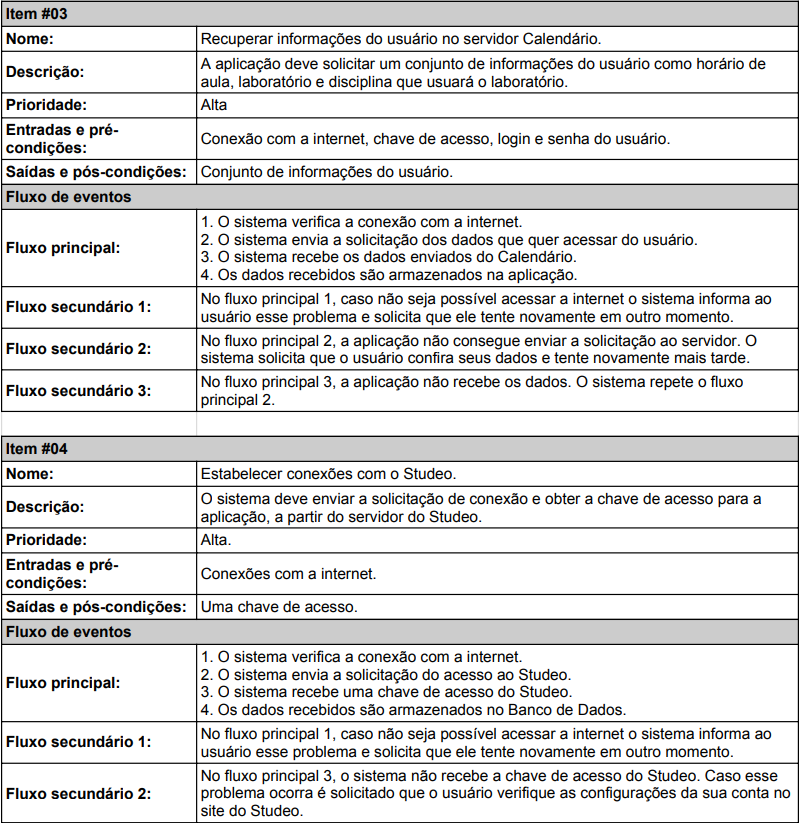 Item #03
Nome:
Recuperar informações do usuário no servidor Calendário.
Descrição:
A aplicação deve solicitar um conjunto de informações do usuário como horário de
aula, laboratório e disciplina que usará o laboratório.
Prioridade:
Alta
Entradas e pré-
condições:
Conexão com a internet, chave de acesso, login e senha do usuário.
Saídas e pós-condições:
Conjunto de informações do usuário.
Fluxo de eventos
Fluxo principal:
1. O sistema verifica a conexão com a internet.
2. O sistema envia a solicitação dos dados que quer acessar do usuário.
3. O sistema recebe os dados enviados do Calendário.
4. Os dados recebidos são armazenados na aplicação.
Fluxo secundário 1:
No fluxo principal 1, caso não seja possível acessar a internet o sistema informa ao
usuário esse problema e solicita que ele tente novamente em outro momento.
Fluxo secundário 2:
No fluxo principal 2, a aplicação não consegue enviar a solicitação ao servidor. O
sistema solicita que o usuário confira seus dados e tente novamente mais tarde.
Fluxo secundário 3:
No fluxo principal 3, a aplicação não recebe os dados. O sistema repete o fluxo
principal 2.
Item #04
Nome:
Estabelecer conexões com o Studeo.
Descrição:
O sistema deve enviar a solicitação de conexão e obter a chave de acesso para a
aplicação, a partir do servidor do Studeo.
Prioridade:
Alta.
Entradas e pré-
condições:
Conexões com a internet.
Saídas e pós-condições:
Uma chave de acesso.
Fluxo de eventos
Fluxo principal:
1. O sistema verifica a conexão com a internet.
2. O sistema envia a solicitação do acesso ao Studeo.
3. O sistema recebe uma chave de acesso do Studeo.
4. Os dados recebidos são armazenados no Banco de Dados.
Fluxo secundário 1:
No fluxo principal 1, caso não seja possível acessar a internet o sistema informa ao
usuário esse problema e solicita que ele tente novamente em outro momento.
Fluxo secundário 2:
No fluxo principal 3, o sistema não recebe a chave de acesso do Studeo. Caso esse
problema ocorra é solicitado que o usuário verifique as configurações da sua conta no
site do Studeo.